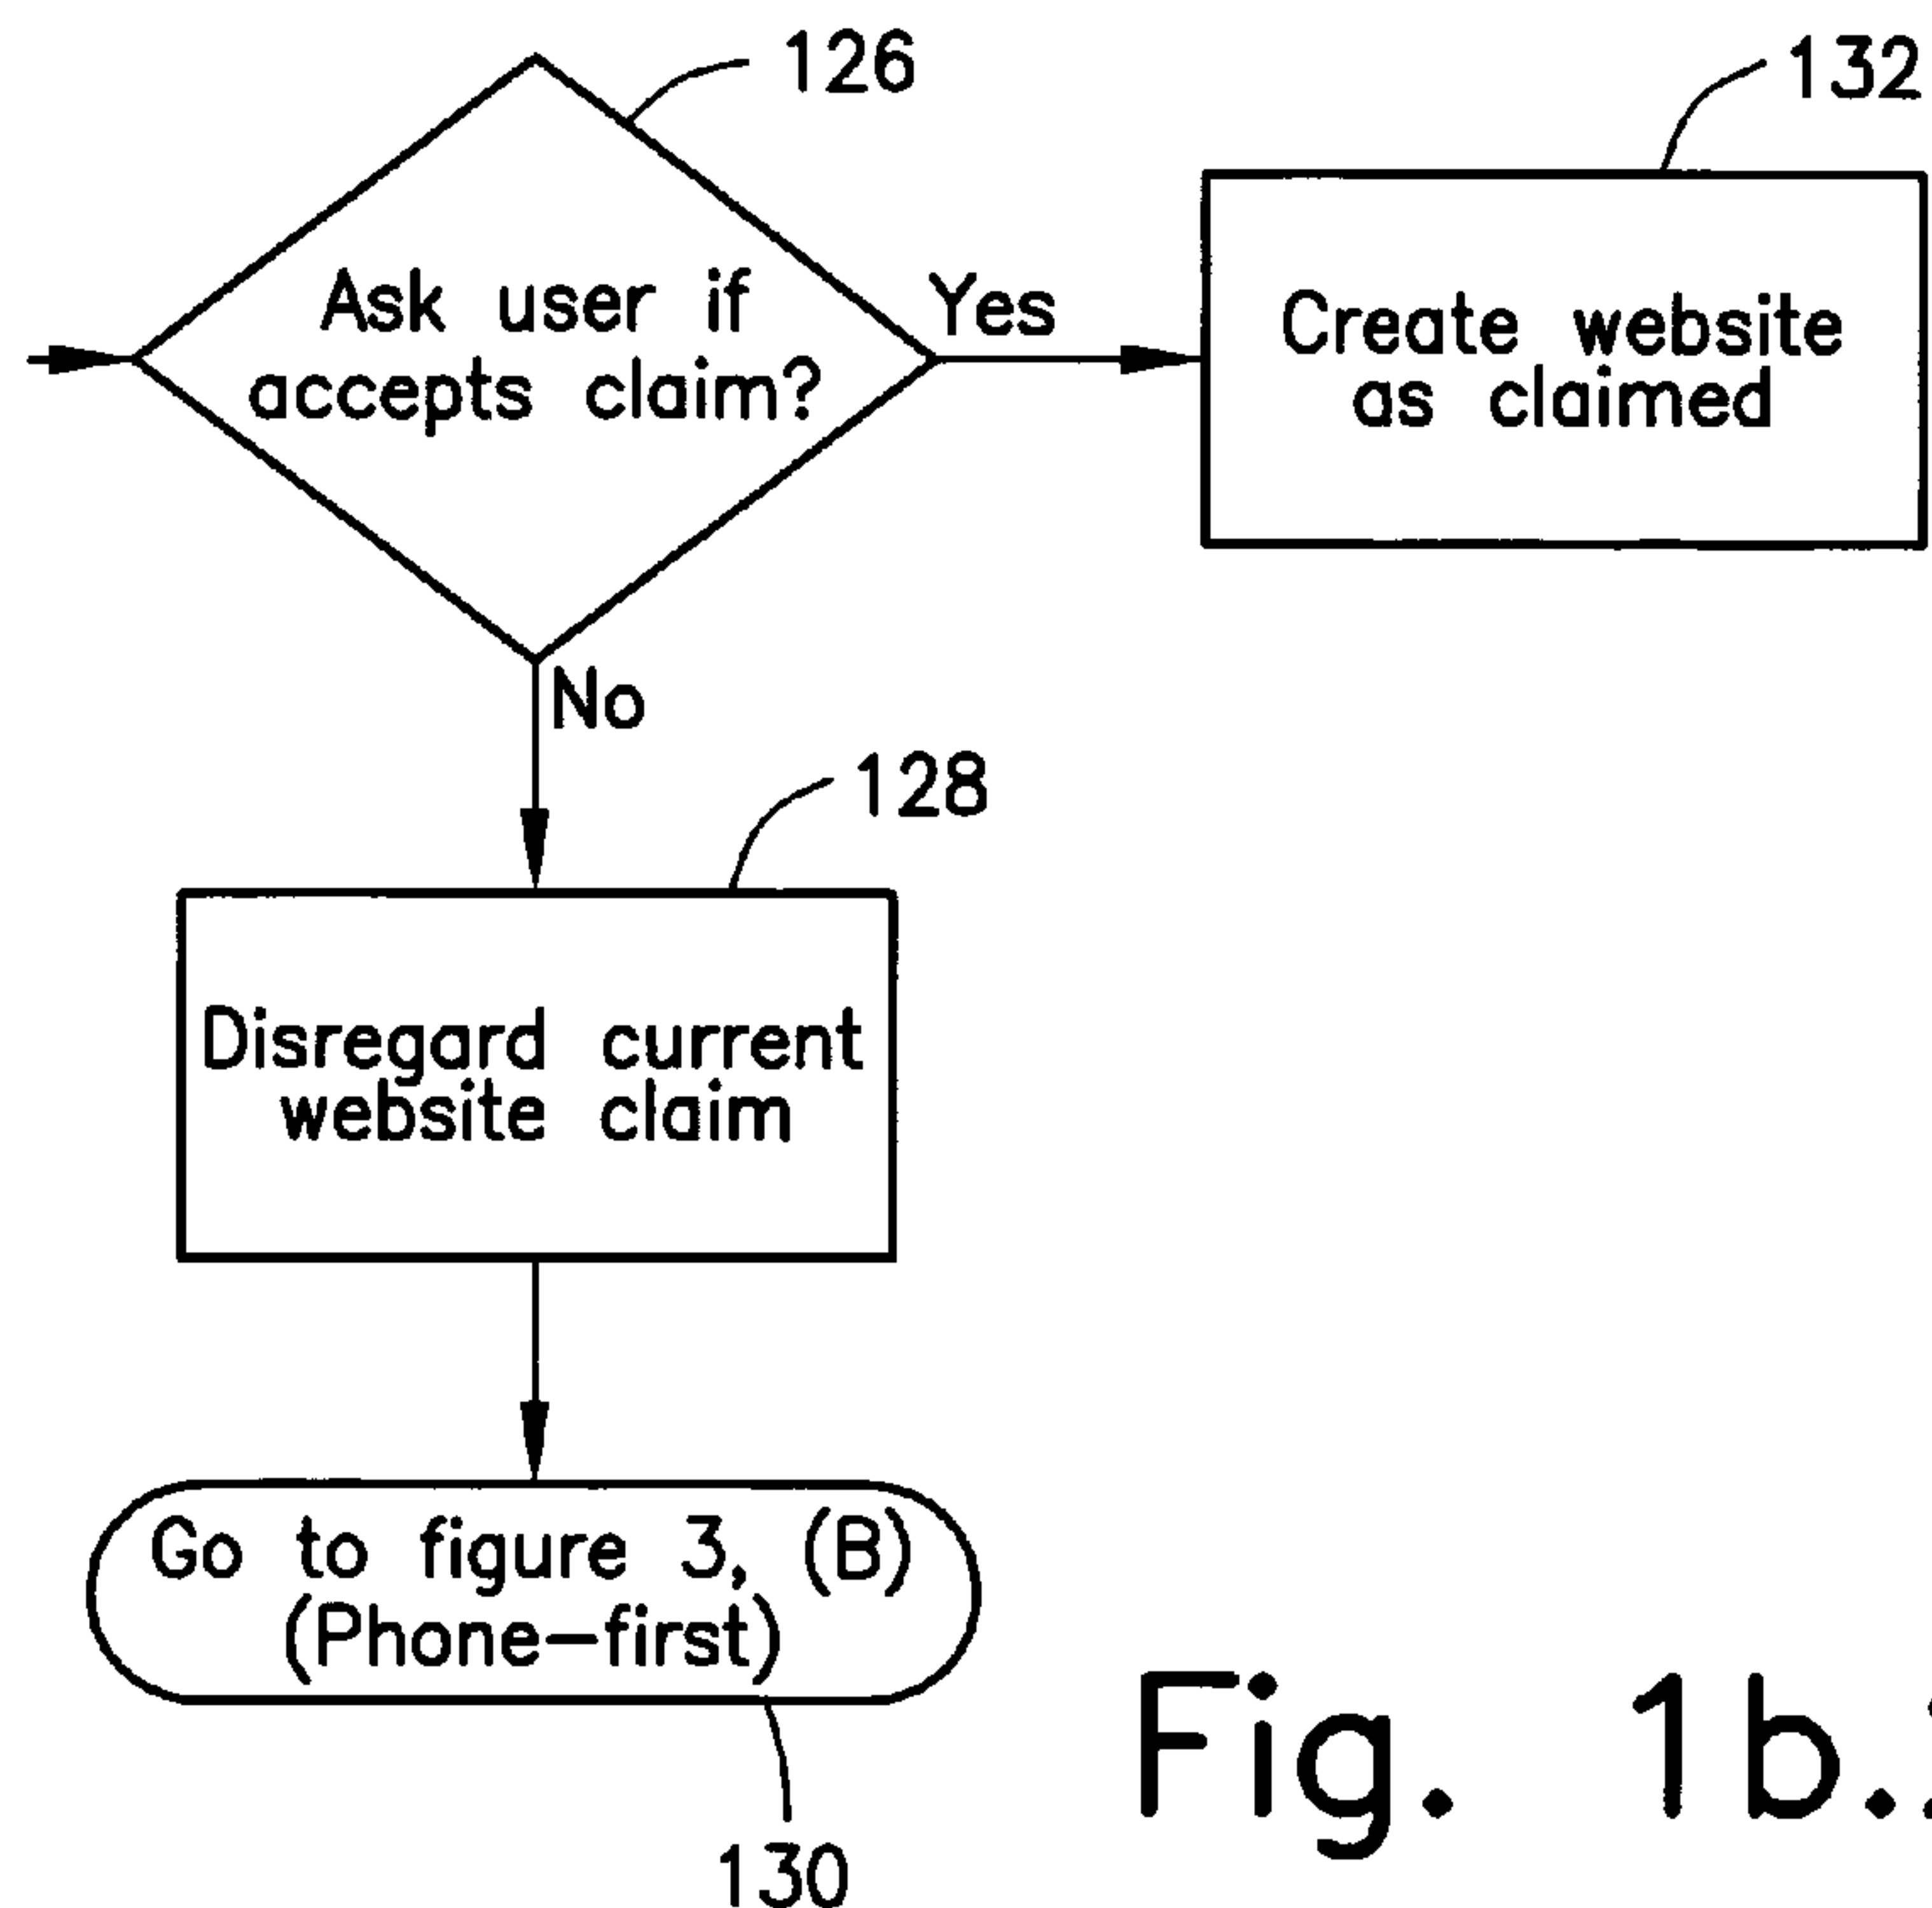 126
132
Ask user if
accepts claim?
Yes
Create website
as claimed
No
128
Disregard current
website claim
Go to figure 3, (B)
(Phone-first)
130
Fig. 1b.